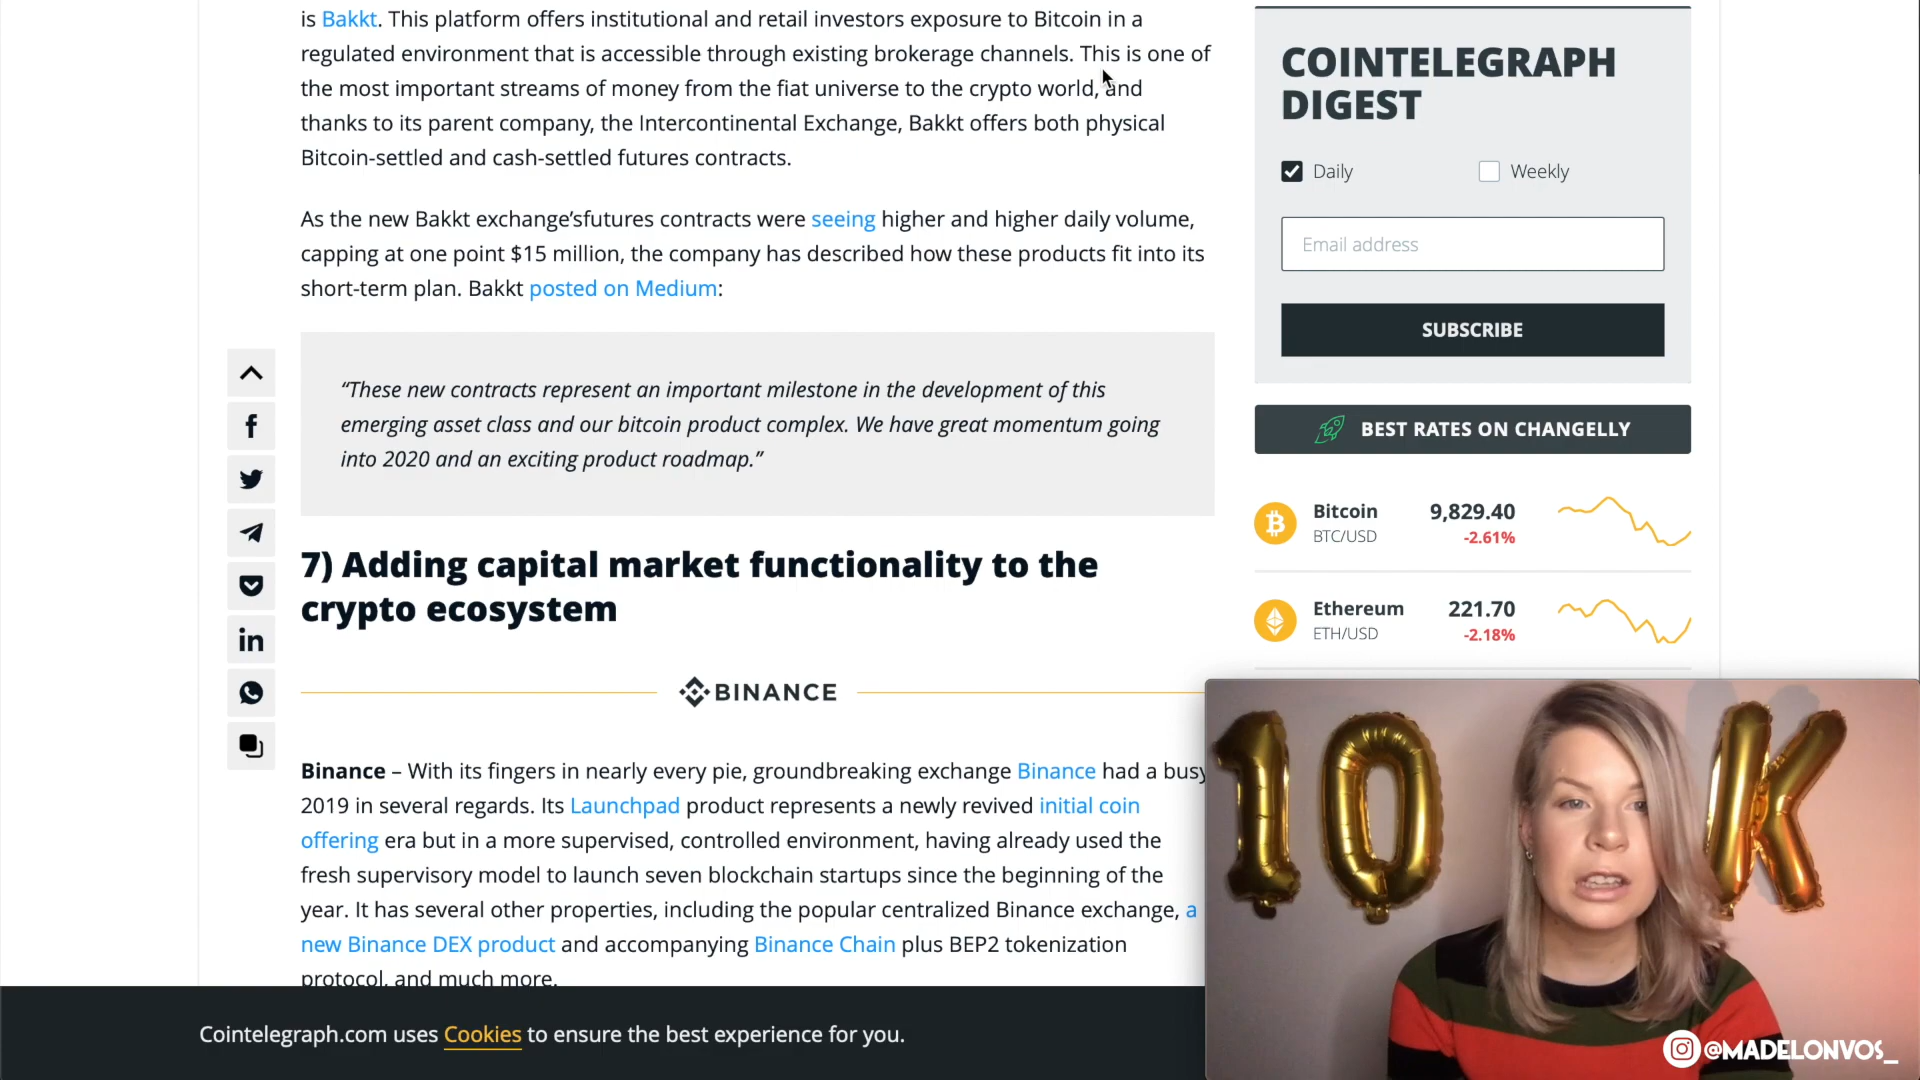 is Bakkt. This platform offers institutional and retail investors exposure to Bitcoin in a
regulated environment that is accessible through existing brokerage channels. This is one of
the most important streams of money from the fiat universe to the crypto world, and
thanks to its parent company, the Intercontinental Exchange, Bakkt offers both physical
Bitcoin-settled and cash-settled futures contracts.
As the new Bakkt exchange'sfutures contracts were seeing higher and higher daily volume,
capping at one point $15 million, the company has described how these products fit into its
short-term plan. Bakkt posted on Medium:
“These new contracts represent an important milestone in the development of this
emerging asset class and our bitcoin product complex. We have great momentum going
into 2020 and an exciting product roadmap.”
7) Adding capital market functionality to the
crypto ecosystem
BINANCE
Binance – With its fingers in nearly every pie, groundbreaking exchange Binance had a busy
2019 in several regards. Its Launchpad product represents a newly revived initial coin
offering era but in a more supervised, controlled environment, having already used the
fresh supervisory model to launch seven blockchain startups since the beginning of the
year. It has several other properties, including the popular centralized Binance exchange, a
new Binance DEX product and accompanying Binance Chain plus BEP2 tokenization
protocol, and much more.
Cointelegraph.com uses Cookies to ensure the best experience for you.
COINTELEGRAPH
DIGEST
Daily Weekly
Email address
SUBSCRIBE
BEST RATES ON CHANGELLY
Bitcoin 9,829.40
BTC/USD -2.61%
Ethereum 221.70
ETH/USD -2.18%
10 K
@MADELONVOS_